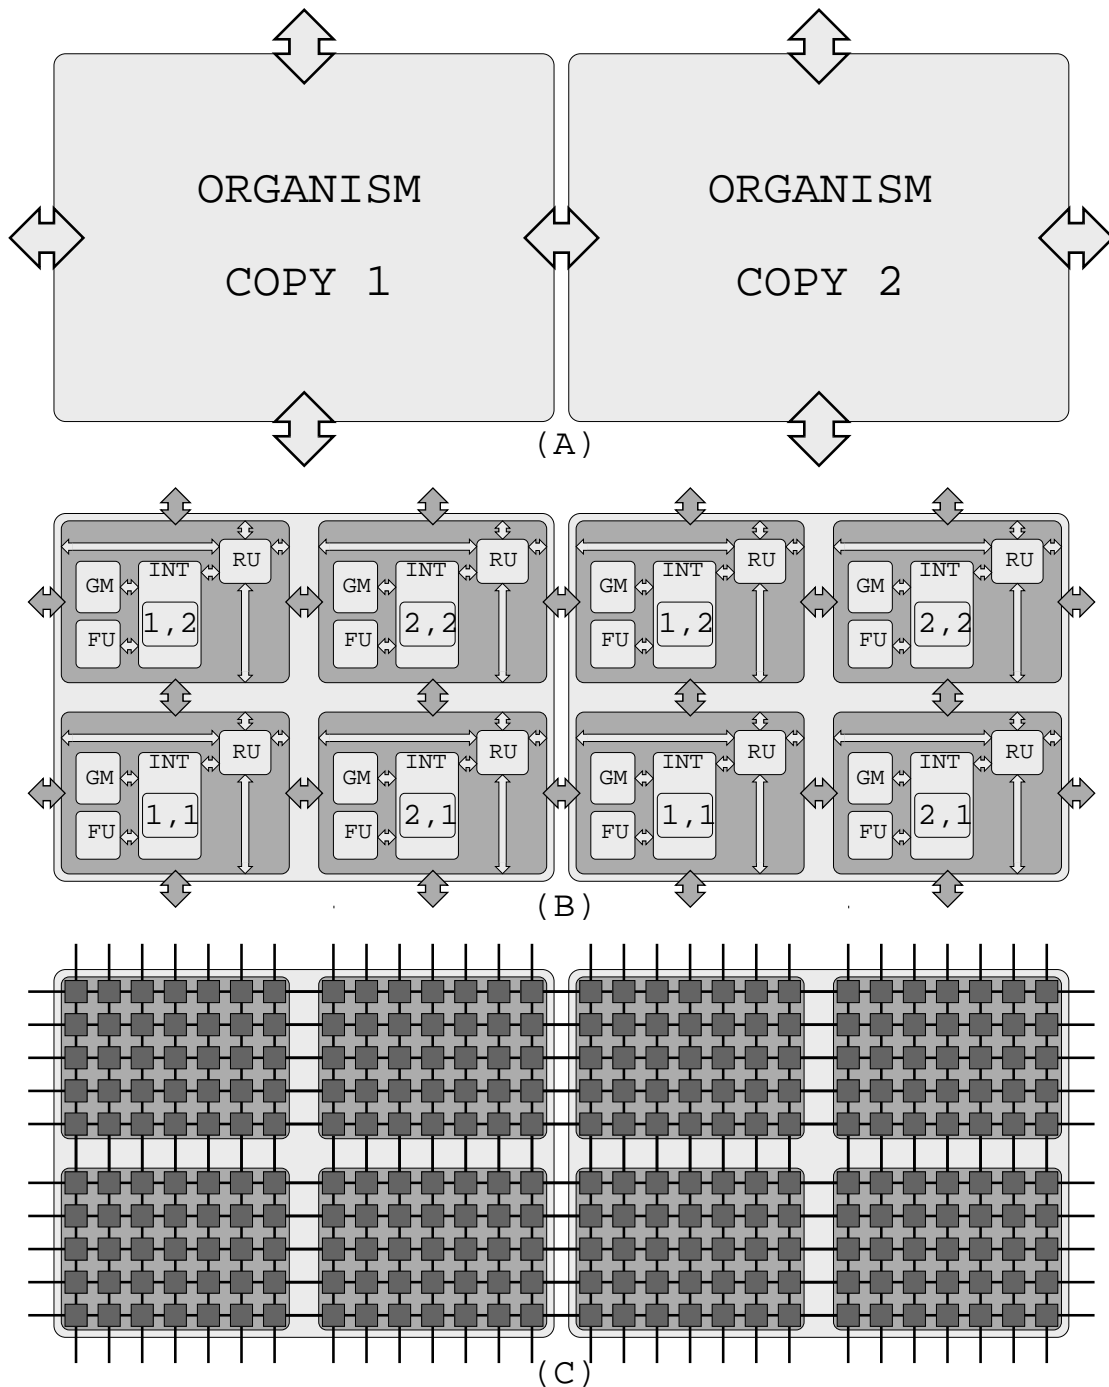 ORGANISM ORGANISM
COPY 1 COPY 2
(A)
RU RU RU RU
INT INT INT INT
GM GM GM GM
1,2 2,2 1,2 2,2
FU FU FU FU
RU RU RU RU
INT INT INT INT
GM GM GM GM
1,1 2,1 1,1 2,1
FU FU FU FU
(B)
(C)